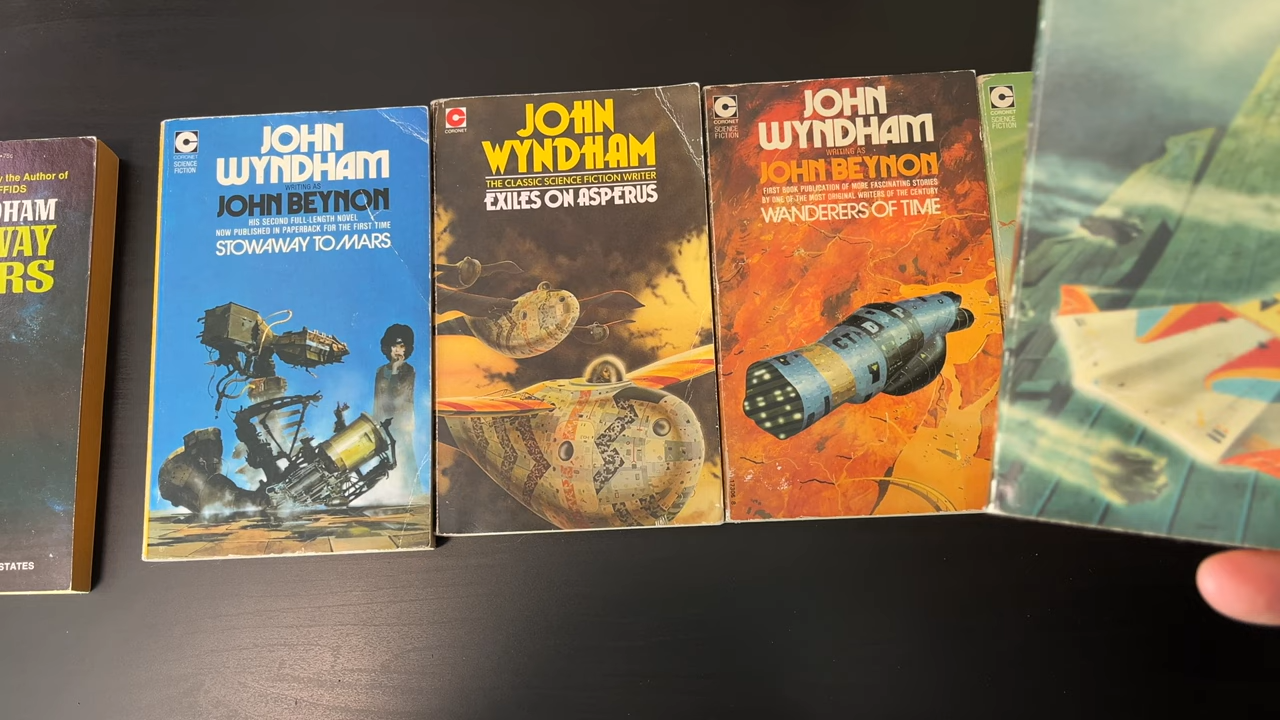 y the Author of
FFIDS
DHAM
WAY
RS
STATES
CORONET
SCIENCE
FICTION
JOHN
WYNDHAM
WRITING AS
JOHN BEYNON
HIS SECOND FULL-LENGTH NOVEL
NOW PUBLISHED IN PAPERBACK FOR THE FIRST TIME
STOWAWAY TO MARS
CORONET
JOHN
WYNDHAM
THE CLASSIC SCIENCE FICTION WRITER
EXILES ON ASPERUS
CORONET
SCIENCE
FICTION
JOHN
WYNDHAM
WRITING AS
JOHN BEYNON
FIRST BOOK PUBLICATION OF MORE FASCINATING STORIES
BY ONE OF THE MOST ORIGINAL WRITERS OF THE CENTURY
WANDERERS OF TIME
CORONET
SCIENCE
FICTION